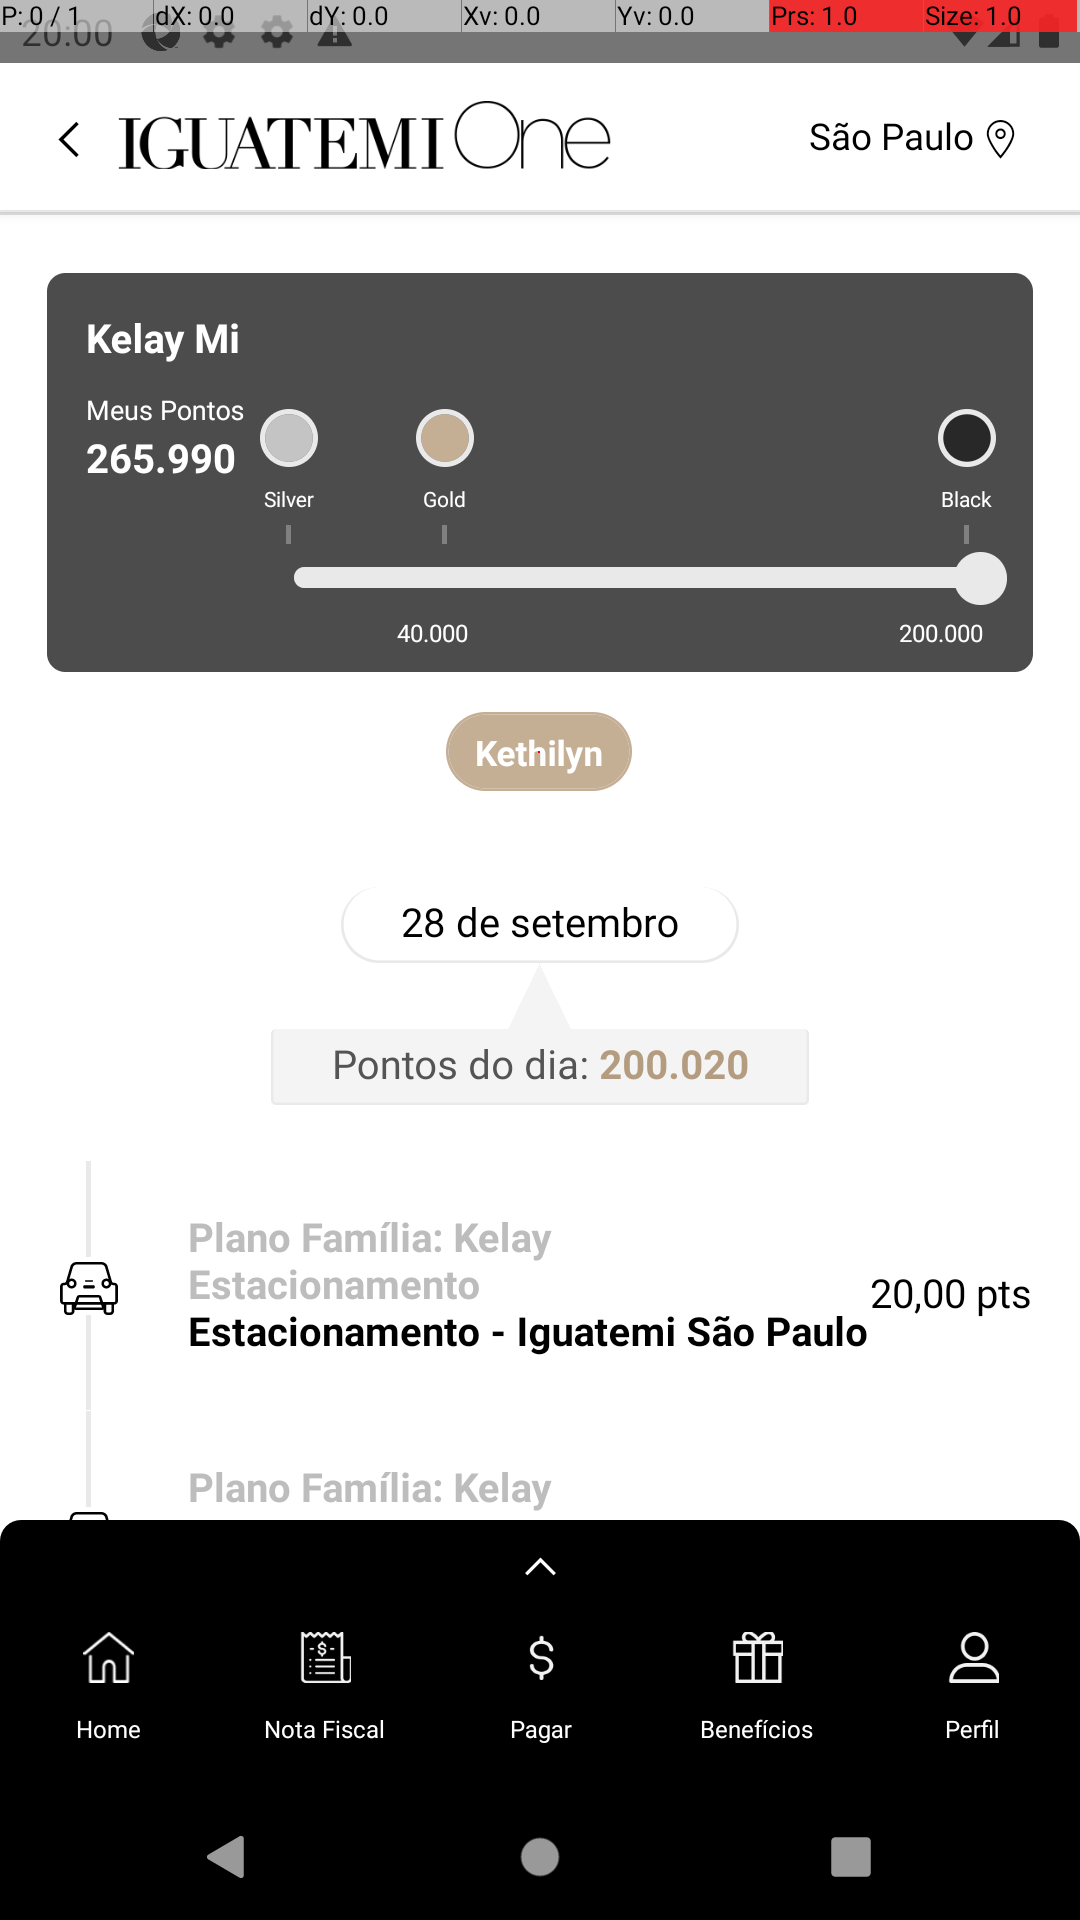 P: 0 / 1 dX: 0.0 dY: 0.0 Xv: 0.0 Yv: 0.0 Prs: 1.0 Size: 1.0
20:00
IGUATEMI One São Paulo
Kelay Mi
Meus Pontos
265.990
Silver Gold Black
40.000 200.000
Kethilyn
28 de setembro
Pontos do dia: 200.020
Plano Família: Kelay
Estacionamento
20,00 pts
Estacionamento - Iguatemi São Paulo
Plano Família: Kelay
Home Nota Fiscal Pagar Benefícios Perfil